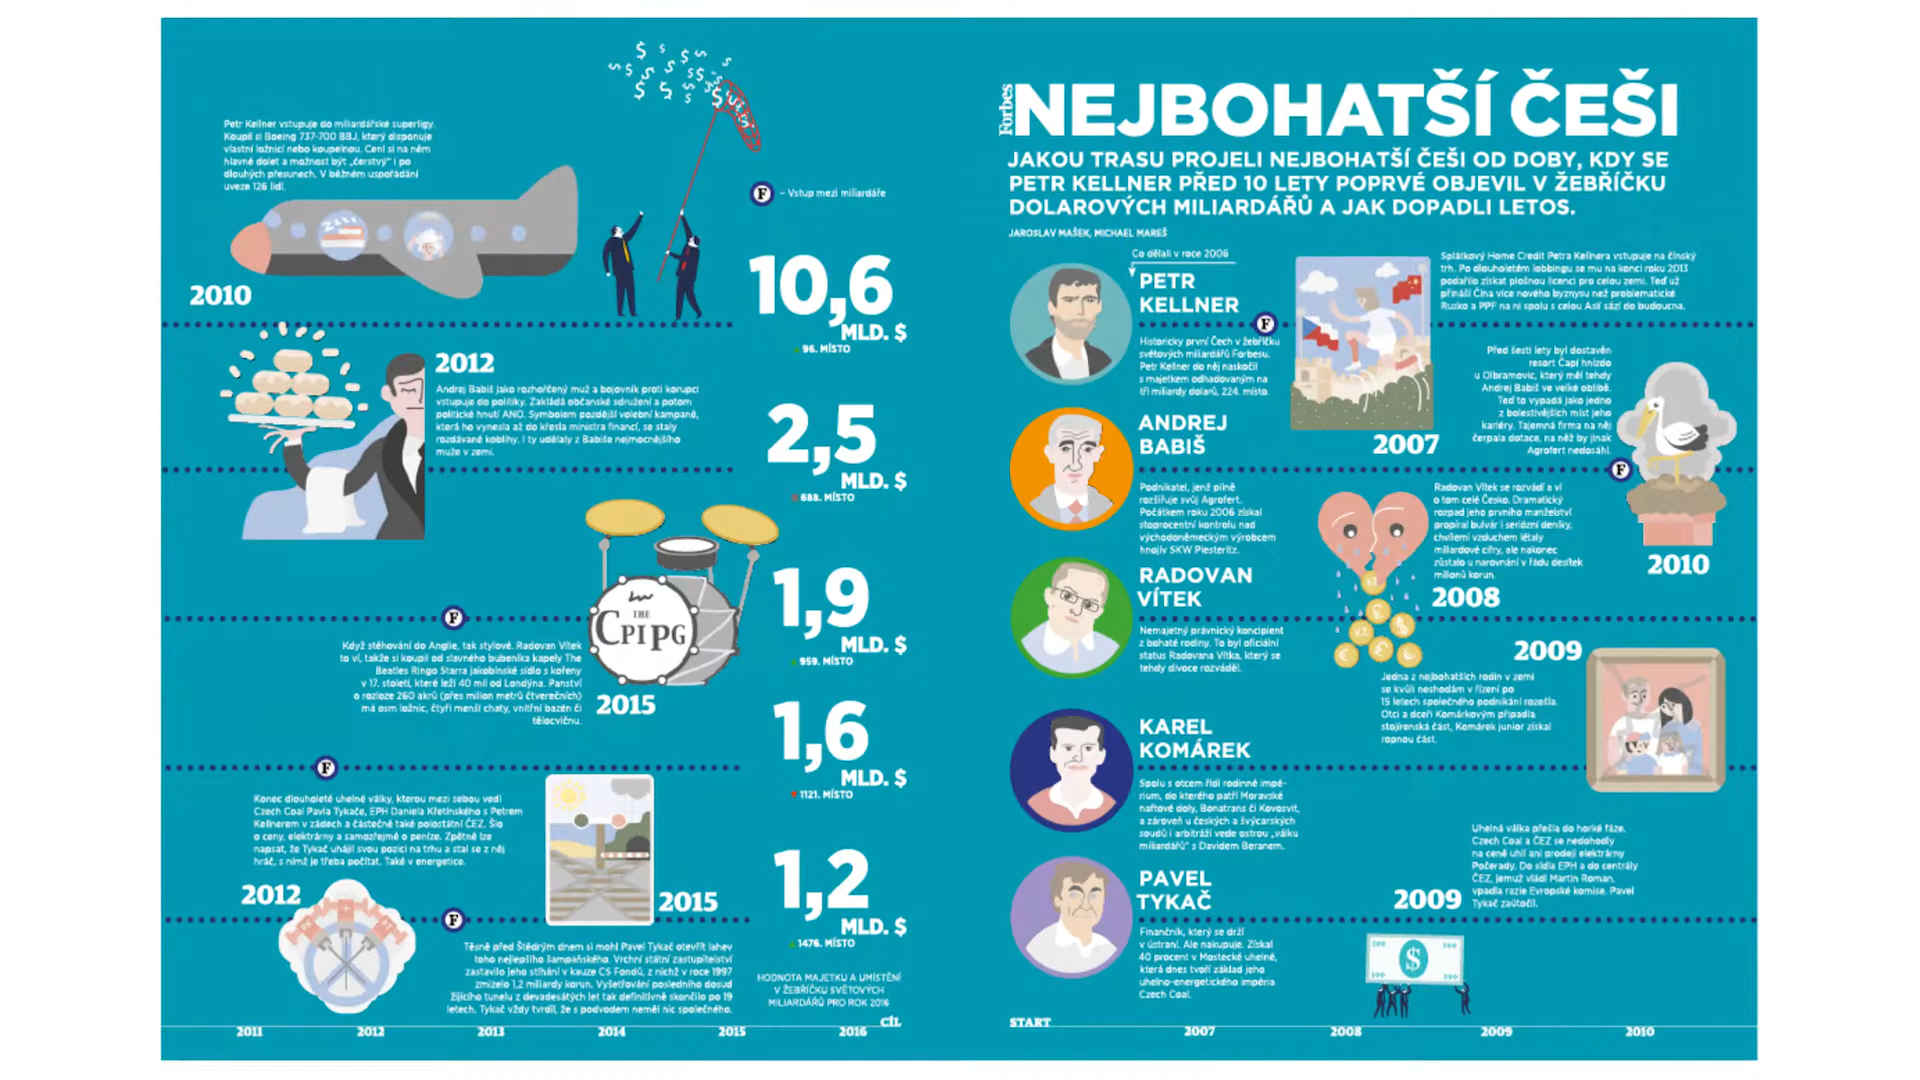 Petr Kellner vstupuje do miliardářské superligy.
Koupil si Boeing 737-700 BBJ, který disponuje
vlastní ložnicí nebo koupelnou. Cení si na něm
hlavně dolet a možnost být „čerstvý“ i po
dlouhých přesunech. V běžném uspořádání
uveze 126 lidí.
2010
F - Vstup mezi miliardáře
10,6
MLD. $
96. MÍSTO
2012
Andrej Babiš jako rozhořčený muž a bojovník proti korupci
vstupuje do politiky. Zakládá občanské sdružení a potom
politické hnutí ANO. Symbolem pozdější volební kampaně,
která ho vynesla až do křesla ministra financí, se staly
rozdávané koblihy. I ty udělaly z Babiše nejmocnějšího
muže v zemi.
2,5
MLD. $
688. MÍSTO
F
THE
CPIPG
Když stěhování do Anglie, tak stylové. Radovan Vítek
to ví, takže si koupil od slavného bubeníka kapely The
Beatles Ringo Starra jakobínské sídlo s kořeny
v 17. století, které leží 40 mil od Londýna. Panství
o rozloze 260 akrů (přes milion metrů čtverečních)
má osm ložnic, čtyři menší chaty, vnitřní bazén či
tělocvičnu.
2015
1,9
MLD. $
959. MÍSTO
1,6
MLD. $
1121. MÍSTO
F
Konec dlouholeté uhelné války, kterou mezi sebou vedl
Czech Coal Pavla Tykače, EPH Daniela Křetínského s Petrem
Kellnerem v zádech a částečně také polostátní ČEZ. Šlo
o ceny, elektrárny a samozřejmě o peníze. Zpětně lze
napsat, že Tykač uhájil svou pozici na trhu a stal se z něj
hráč, s nímž je třeba počítat. Také v energetice.
2012
2015
F
Těsně před Štědrým dnem si mohl Pavel Tykač otevřít lahev
toho nejlepšího šampaňského. Vrchní státní zastupitelství
zastavilo jeho stíhání v kauze CS Fondů, z nichž v roce 1997
zmizelo 1,2 miliardy korun. Vyšetřování posledního dosud
žijícího tunelu z devadesátých let tak definitivně skončilo po 19
letech. Tykač vždy tvrdil, že s podvodem neměl nic společného.
1,2
MLD. $
1476. MÍSTO
HODNOTA MAJETKU A UMÍSTĚNÍ
V ŽEBŘÍČKU SVĚTOVÝCH
MILIARDÁŘŮ PRO ROK 2016
CÍL
2011 2012 2013 2014 2015 2016
Forbes
NEJBOHATŠÍ ČEŠI
JAKOU TRASU PROJELI NEJBOHATŠÍ ČEŠI OD DOBY, KDY SE
PETR KELLNER PŘED 10 LETY POPRVÉ OBJEVIL V ŽEBŘÍČKU
DOLAROVÝCH MILIARDÁŘŮ A JAK DOPADLI LETOS.
JAROSLAV MAŠEK, MICHAEL MAREŠ
Co dělali v roce 2006
PETR
KELLNER
F
Historicky první Čech v žebříčku
světových miliardářů Forbesu.
Petr Kellner do něj naskočil
s majetkem odhadovaným na
tři miliardy dolarů, 224. místo.
Splátkový Home Credit Petra Kellnera vstupuje na čínský
trh. Po dlouholetém lobbingu se mu na konci roku 2013
podařilo získat plošnou licenci pro celou zemi. Teď už
přináší Čína více nového byznysu než problematické
Rusko a PPF na ni spolu s celou Asií sází do budoucna.
2007
Před šesti lety byl dostavěn
resort Čapí hnízdo
u Olbramovic, který měl tehdy
Andrej Babiš ve velké oblibě.
Teď to vypadá jako jedno
z bolestivějších míst jeho
kariéry. Tajemná firma na něj
čerpala dotace, na něž by jinak
Agrofert nedosáhl.
F
2010
ANDREJ
BABIŠ
Podnikatel, jenž pilně
rozšiřuje svůj Agrofert.
Počátkem roku 2006 získal
stoprocentní kontrolu nad
východoněmeckým výrobcem
hnojiv SKW Piesteritz.
Radovan Vítek se rozvádí a ví
o tom celé Česko. Dramatický
rozpad jeho prvního manželství
propíral bulvár i seriózní deníky,
chvílemi vzduchem létaly
miliardové cifry, ale nakonec
zůstalo u narovnání v řádu desítek
milionů korun.
2008
RADOVAN
VÍTEK
Nemajetný právnický koncipient
z bohaté rodiny. To byl oficiální
status Radovana Vítka, který se
tehdy divoce rozváděl.
2009
Jedna z nejbohatších rodin v zemi
se kvůli neshodám v řízení po
15 letech společného podnikání rozešla.
Otci a dceři Komárkovým připadla
strojírenská část, Komárek junior získal
ropnou část.
KAREL
KOMÁREK
Spolu s otcem řídí rodinné impé-
rium, do kterého patří Moravské
naftové doly, Bonatrans či Kovosvit,
a zároveň u českých a švýcarských
soudů i arbitráží vede ostrou „válku
miliardářů“ s Davidem Beranem.
PAVEL
TYKAČ
Finančník, který se drží
v ústraní. Ale nakupuje. Získal
40 procent v Mostecké uhelné,
která dnes tvoří základ jeho
uhelno-energetického impéria
Czech Coal.
Uhelná válka přešla do horké fáze.
Czech Coal a ČEZ se nedohodly
na ceně uhlí ani prodeji elektrárny
Počerady. Do sídla EPH a do centrály
ČEZ, jemuž vládl Martin Roman,
vpadla razie Evropské komise. Pavel
Tykač zaútočil.
2009
100 100
$
100 100
START
2007 2008 2009 2010